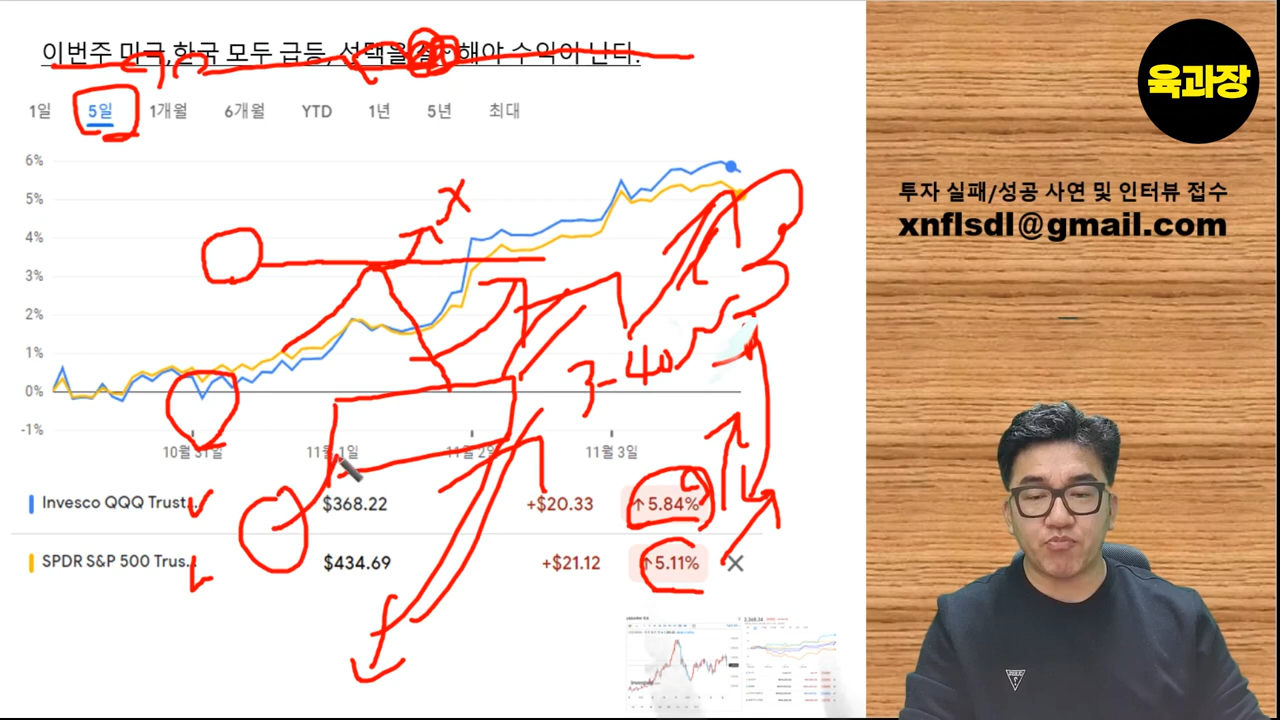 이번주 미국, 한국 모두 급등, 선택을 해야 수익이 난다.
육과장
1일 5일 1개월 6개월 YTD 1년 5년 최대
투자 실패/성공 사연 및 인터뷰 접수
xnflsdl@gmail.com
6%
5%
4%
3%
2%
1%
0%
-1%
X
3-40
10월 31일 11월 1일 11월 2일 11월 3일
Invesco QQQ Trust... $368.22 +$20.33 ↑5.84%
SPDR S&P 500 Trus... $434.69 +$21.12 ↑5.11%